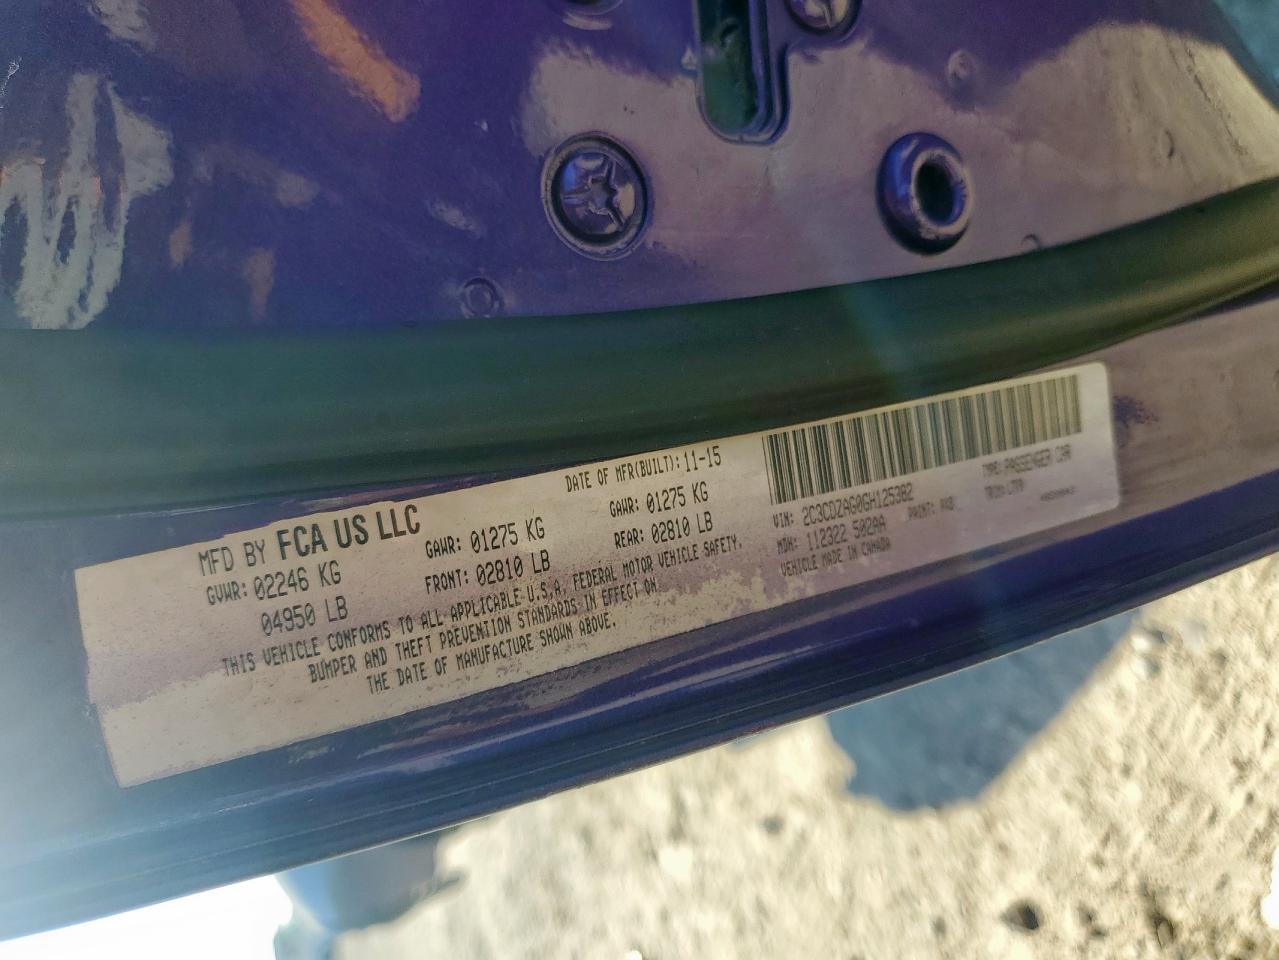 MFD BY FCA US LLC
DATE OF MFR(BUILT): 11-15
GVWR: 02246 KG
04950 LB
GAWR: 01275 KG
FRONT: 02810 LB
GAWR: 01275 KG
REAR: 02810 LB
THIS VEHICLE CONFORMS TO ALL APPLICABLE U.S.A. FEDERAL MOTOR VEHICLE SAFETY,
BUMPER AND THEFT PREVENTION STANDARDS IN EFFECT ON
THE DATE OF MANUFACTURE SHOWN ABOVE.
VIN: 2C3CDZAG0GH125382
TYPE: PASSENGER CAR
MDH: 112322 502AA
PAINT:
TRIM:
VEHICLE MADE IN CANADA